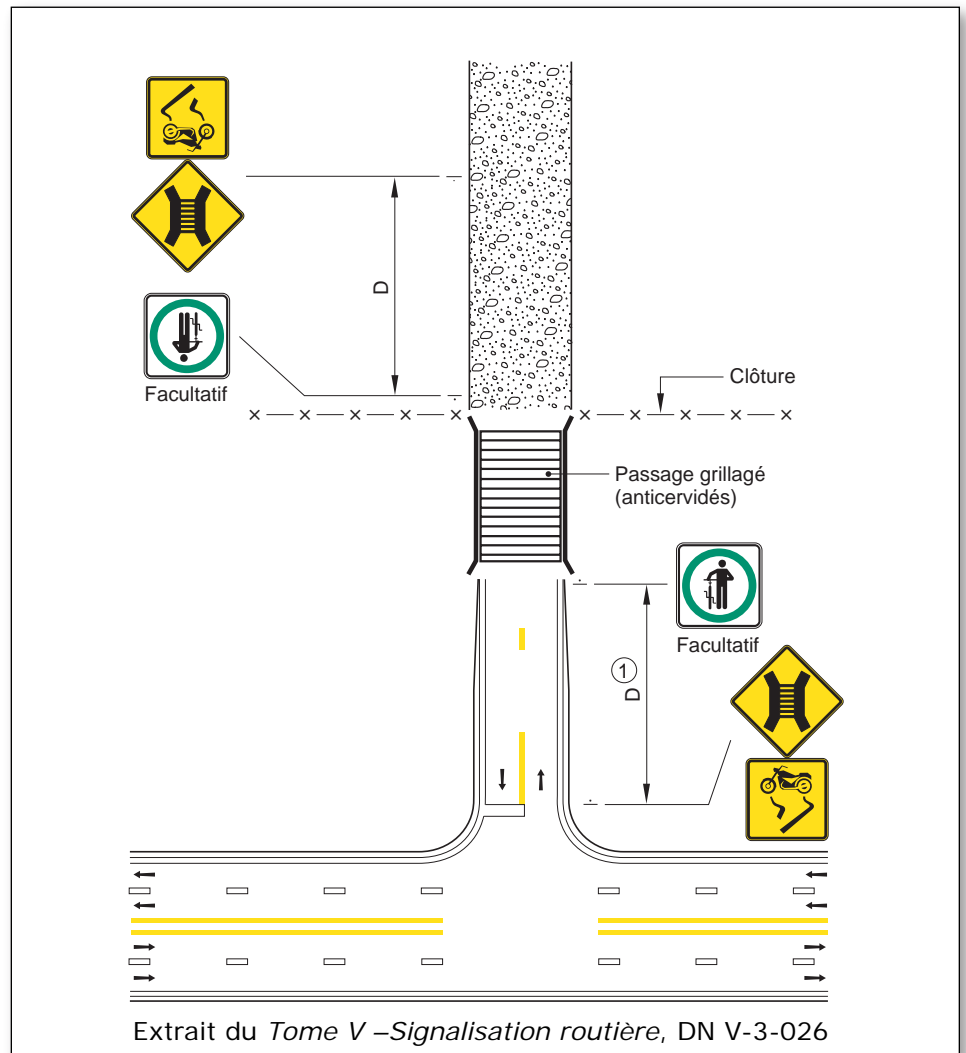 D
Facultatif
Clôture
Passage grillagé
(anticervidés)
Facultatif
1
D
Extrait du Tome V –Signalisation routière, DN V-3-026